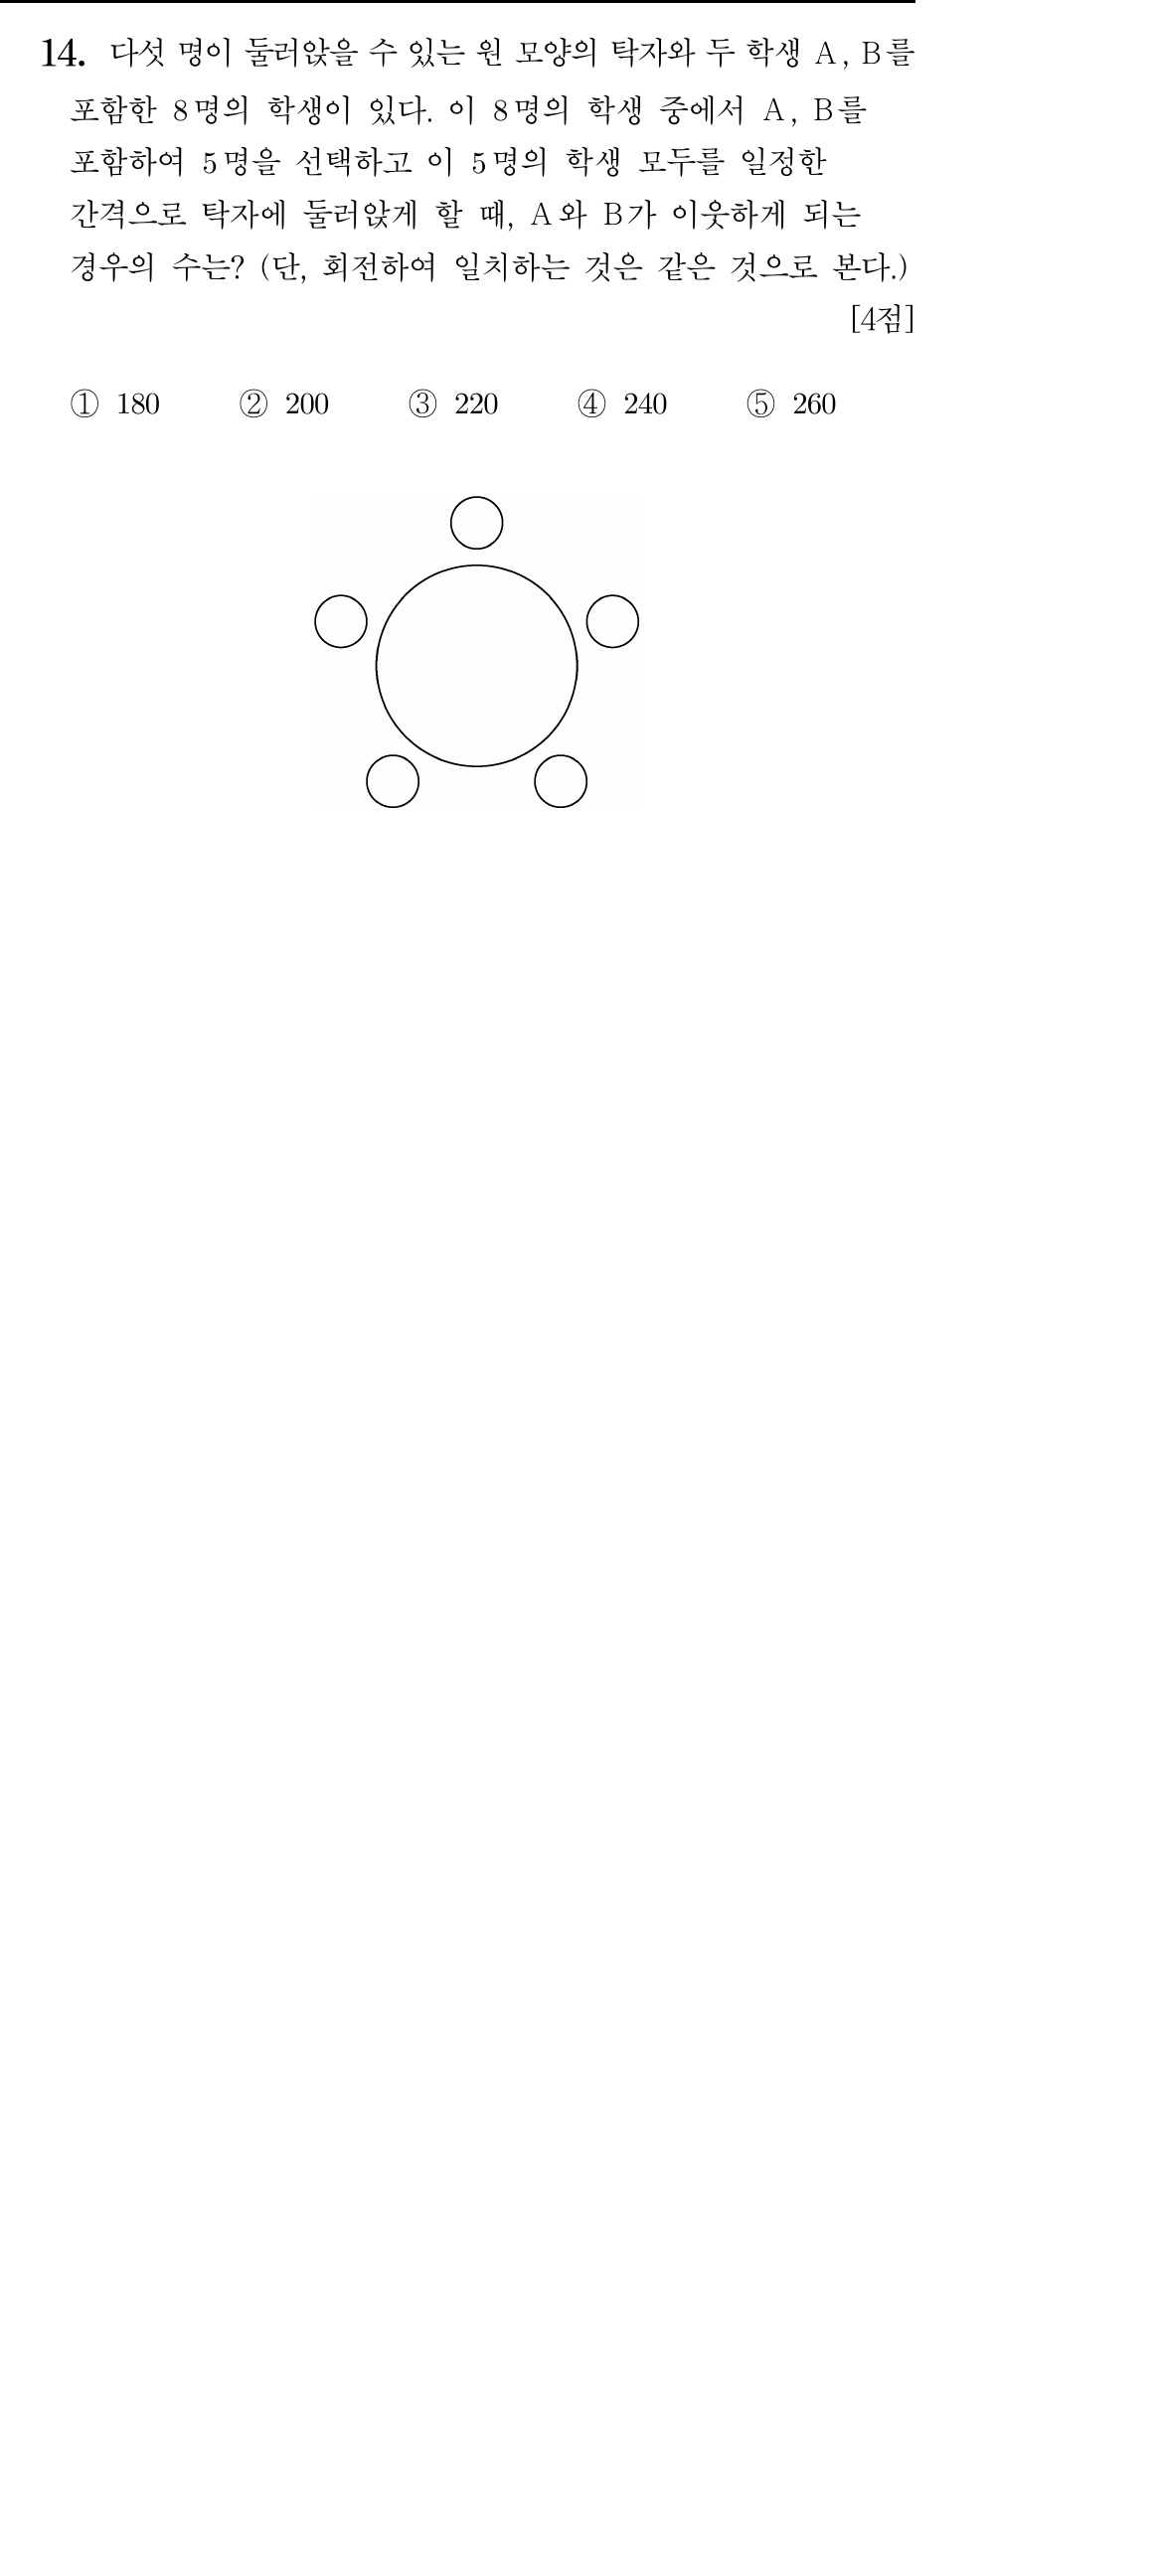 14. 다섯 명이 둘러앉을 수 있는 원 모양의 탁자와 두 학생 A, B를
포함한 8명의 학생이 있다. 이 8명의 학생 중에서 A, B를
포함하여 5명을 선택하고 이 5명의 학생 모두를 일정한
간격으로 탁자에 둘러앉게 할 때, A와 B가 이웃하게 되는
경우의 수는? (단, 회전하여 일치하는 것은 같은 것으로 본다.)
[4점]
① 180 ② 200 ③ 220 ④ 240 ⑤ 260